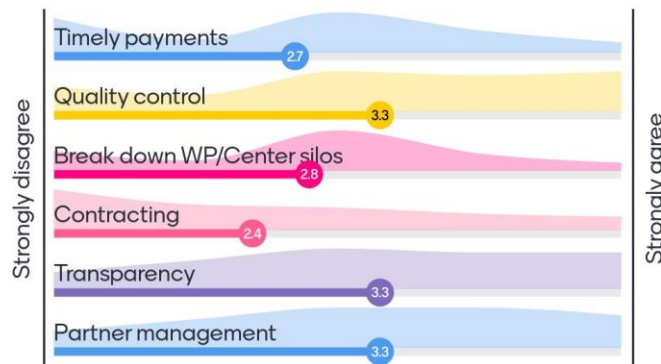 Strongly disagree
Timely payments
2.7
Quality control
3.3
Break down WP/Center silos
2.8
Contracting
2.4
Transparency
3.3
Partner management
3.3
Strongly agree